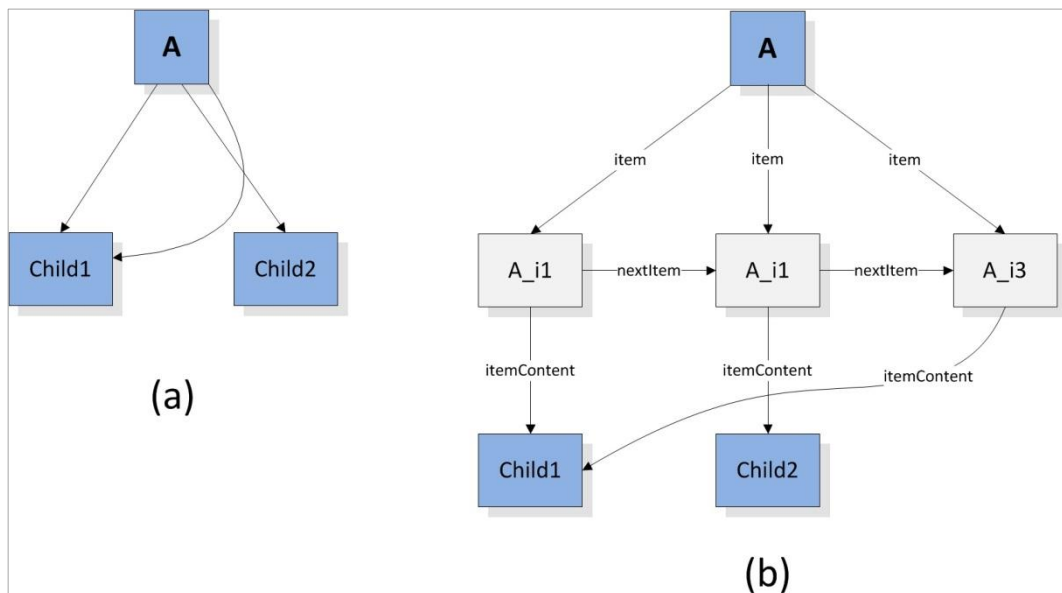 A
Child1
Child2
(a)
A
item
item
item
A_i1
nextItem
A_i1
nextItem
A_i3
itemContent
itemContent
itemContent
Child1
Child2
(b)